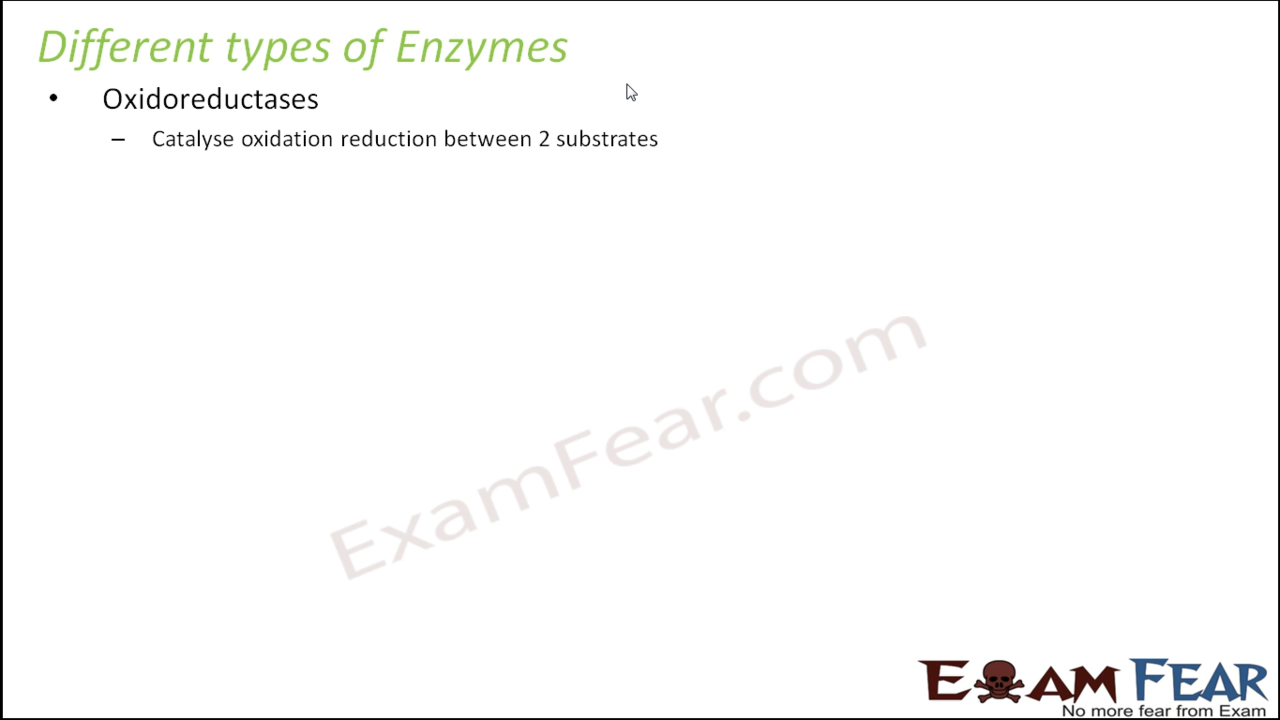 Different types of Enzymes
• Oxidoreductases
– Catalyse oxidation reduction between 2 substrates
ExamFear.com
EXAM FEAR
No more fear from Exam